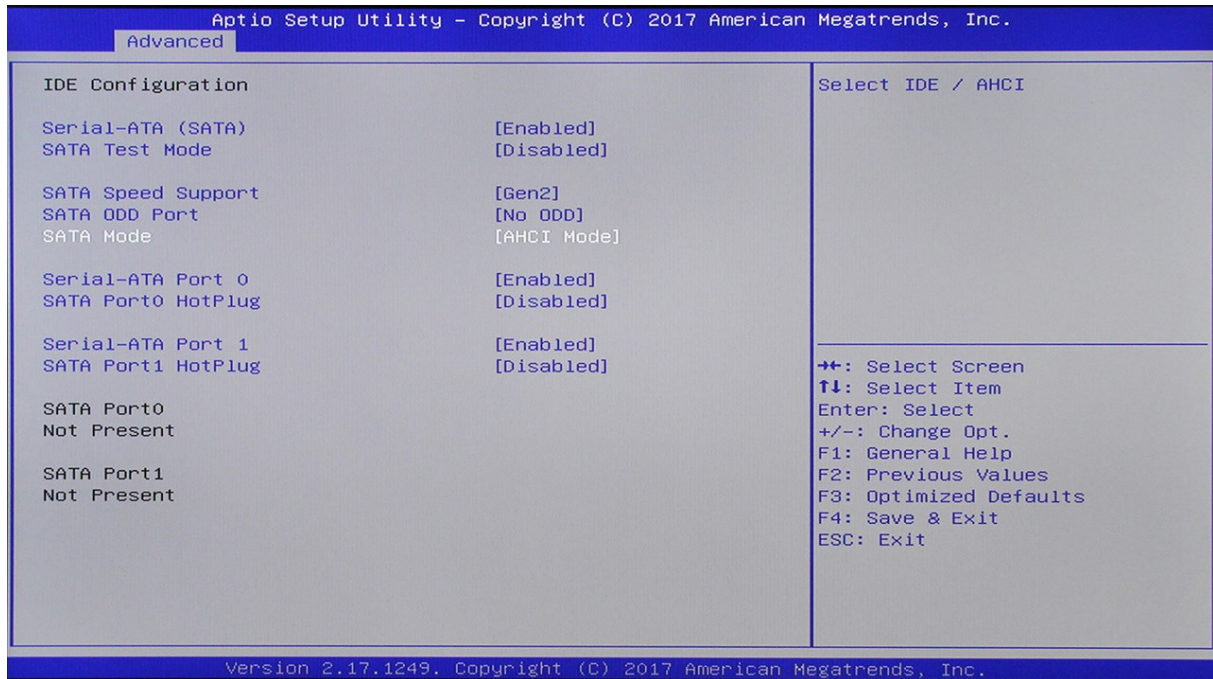 Aptio Setup Utility – Copyright (C) 2017 American Megatrends, Inc.
Advanced
IDE Configuration
Serial-ATA (SATA) [Enabled]
SATA Test Mode [Disabled]
SATA Speed Support [Gen2]
SATA ODD Port [No ODD]
SATA Mode [AHCI Mode]
Serial-ATA Port 0 [Enabled]
SATA Port0 HotPlug [Disabled]
Serial-ATA Port 1 [Enabled]
SATA Port1 HotPlug [Disabled]
SATA Port0
Not Present
SATA Port1
Not Present
Select IDE / AHCI
→←: Select Screen
↑↓: Select Item
Enter: Select
+/-: Change Opt.
F1: General Help
F2: Previous Values
F3: Optimized Defaults
F4: Save & Exit
ESC: Exit
Version 2.17.1249. Copyright (C) 2017 American Megatrends, Inc.